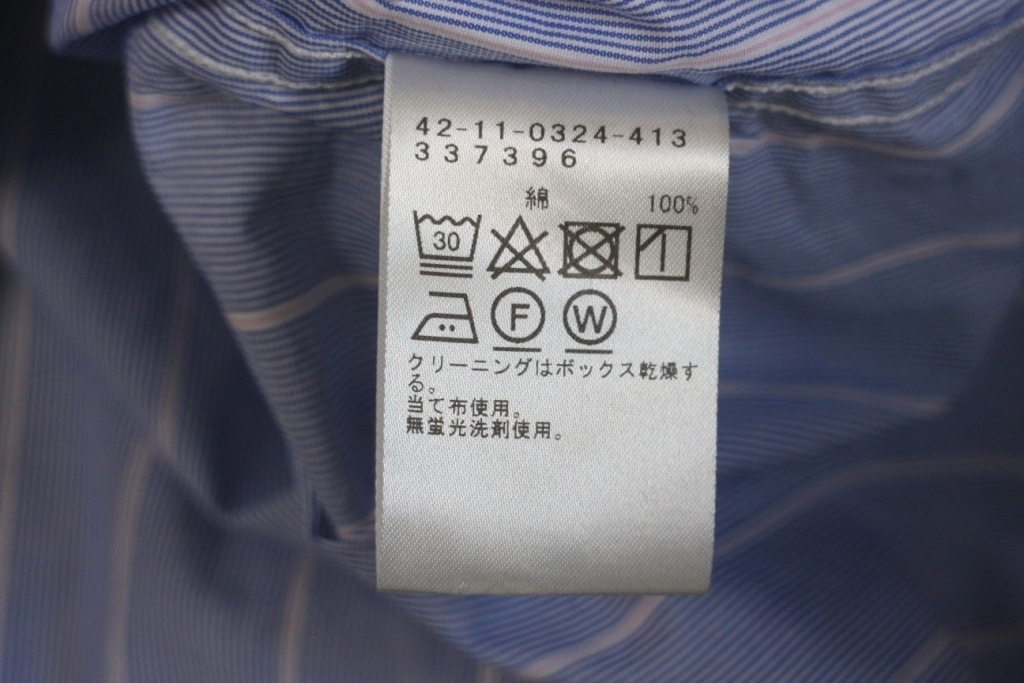 42-11-0324-413
337396
綿 100%
30
F W
クリーニングはボックス乾燥す
る。
当て布使用。
無蛍光洗剤使用。